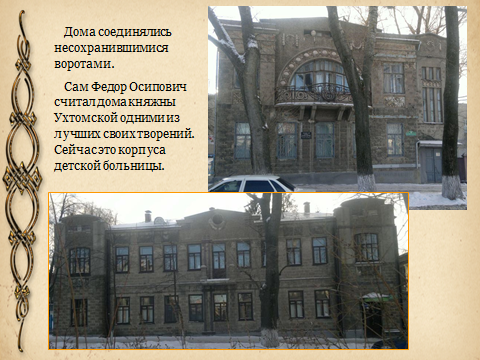 Дома соединялись
несохранившимися
воротами.
Сам Федор Осипович
считал дома княжны
Ухтомской одними из
лучших своих творений.
Сейчас это корпуса
детской больницы.